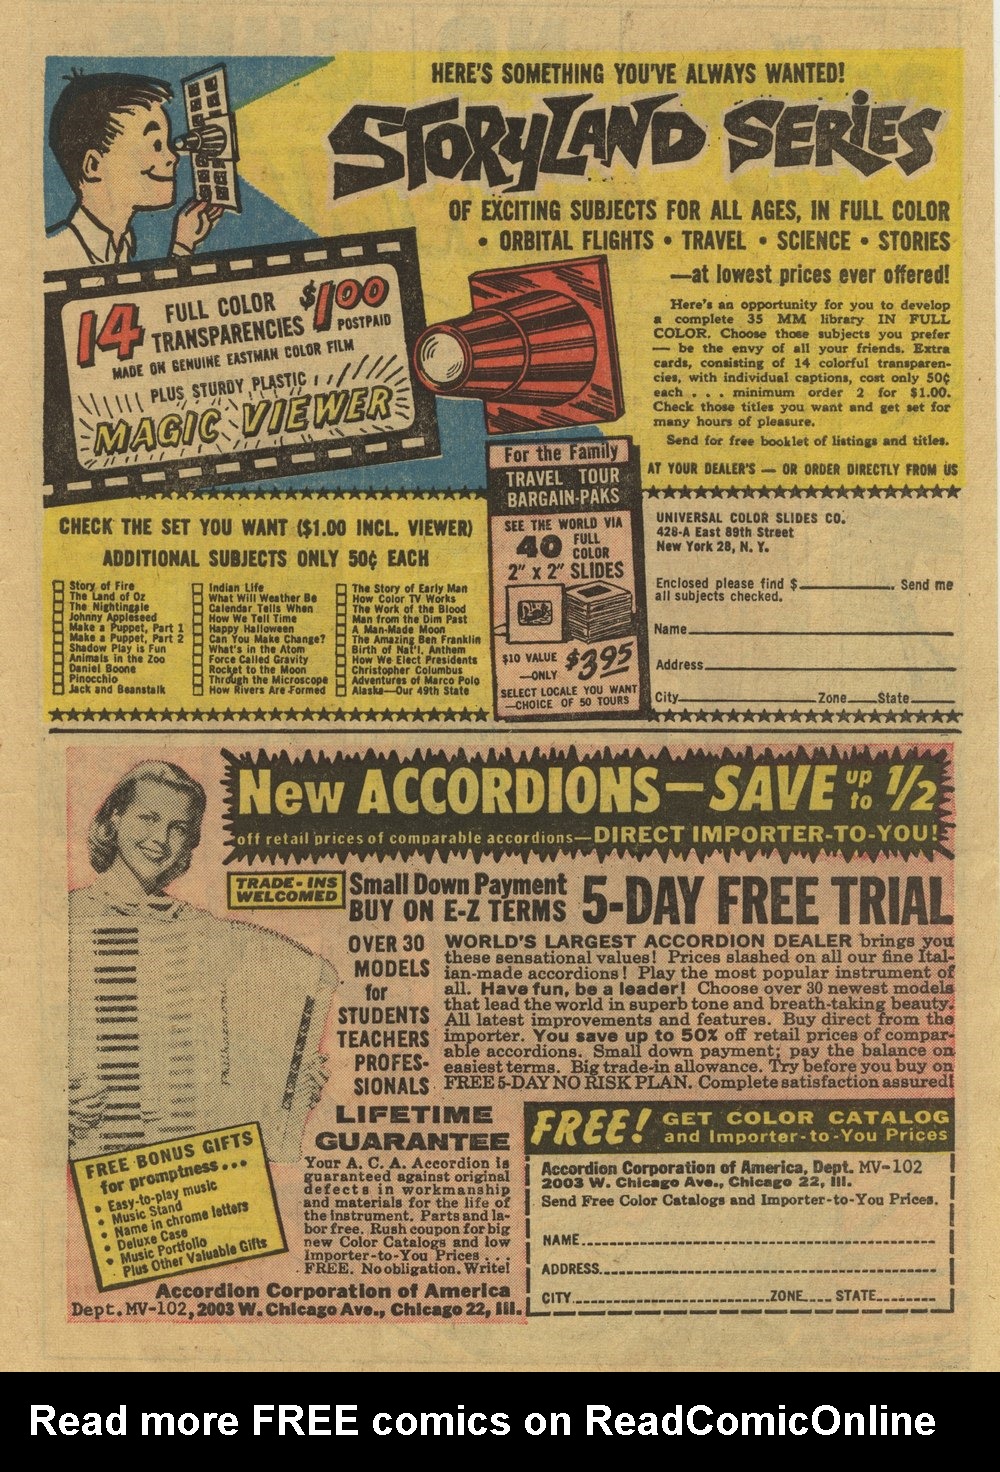 HERE'S SOMETHING YOU'VE ALWAYS WANTED!
STORYLAND SERIES
OF EXCITING SUBJECTS FOR ALL AGES, IN FULL COLOR
• ORBITAL FLIGHTS • TRAVEL • SCIENCE • STORIES
—at lowest prices ever offered!
14 FULL COLOR TRANSPARENCIES $1.00 POSTPAID
MADE ON GENUINE EASTMAN COLOR FILM
PLUS STURDY PLASTIC
MAGIC VIEWER
Here's an opportunity for you to develop
a complete 35 MM library IN FULL
COLOR. Choose those subjects you prefer
— be the envy of all your friends. Extra
cards, consisting of 14 colorful transparen-
cies, with individual captions, cost only 50¢
each . . . minimum order 2 for $1.00.
Check those titles you want and get set for
many hours of pleasure.
Send for free booklet of listings and titles.
AT YOUR DEALER'S — OR ORDER DIRECTLY FROM US
CHECK THE SET YOU WANT ($1.00 INCL. VIEWER)
ADDITIONAL SUBJECTS ONLY 50¢ EACH
Story of Fire
The Land of Oz
The Nightingale
Johnny Appleseed
Make a Puppet, Part 1
Make a Puppet, Part 2
Shadow Play is Fun
Animals in the Zoo
Daniel Boone
Pinocchio
Jack and Beanstalk
Indian Life
What Will Weather Be
Calendar Tells When
How We Tell Time
Happy Halloween
Can You Make Change?
What's in the Atom
Force Called Gravity
Rocket to the Moon
Through the Microscope
How Rivers Are Formed
The Story of Early Man
How Color TV Works
The Work of the Blood
Man from the Dim Past
A Man-Made Moon
The Amazing Ben Franklin
Birth of Nat'l. Anthem
How We Elect Presidents
Christopher Columbus
Adventures of Marco Polo
Alaska—Our 49th State
For the Family
TRAVEL TOUR
BARGAIN-PAKS
SEE THE WORLD VIA
40 FULL COLOR
2" x 2" SLIDES
$10 VALUE
—ONLY $3.95
SELECT LOCALE YOU WANT
—CHOICE OF 50 TOURS
UNIVERSAL COLOR SLIDES CO.
428-A East 89th Street
New York 28, N. Y.
Enclosed please find $ . Send me
all subjects checked.
Name
Address
City Zone State
New ACCORDIONS—SAVE up to 1/2
off retail prices of comparable accordions—DIRECT IMPORTER-TO-YOU!
TRADE-INS
WELCOMED
Small Down Payment
BUY ON E-Z TERMS
5-DAY FREE TRIAL
OVER 30
MODELS
for
STUDENTS
TEACHERS
PROFES-
SIONALS
WORLD'S LARGEST ACCORDION DEALER brings you
these sensational values! Prices slashed on all our fine Ital-
ian-made accordions! Play the most popular instrument of
all. Have fun, be a leader! Choose over 30 newest models
that lead the world in superb tone and breath-taking beauty.
All latest improvements and features. Buy direct from the
importer. You save up to 50% off retail prices of compar-
able accordions. Small down payment; pay the balance on
easiest terms. Big trade-in allowance. Try before you buy on
FREE 5-DAY NO RISK PLAN. Complete satisfaction assured!
LIFETIME
GUARANTEE
Your A. C. A. Accordion is
guaranteed against original
defects in workmanship
and materials for the life of
the instrument. Parts and la-
bor free. Rush coupon for big
new Color Catalogs and low
Importer-to-You Prices . . .
FREE. No obligation. Write!
FREE BONUS GIFTS
for promptness...
• Easy-to-play music
• Music Stand
• Name in chrome letters
• Deluxe Case
• Music Portfolio
Plus Other Valuable Gifts
Accordion Corporation of America
Dept. MV-102, 2003 W. Chicago Ave., Chicago 22, Ill.
FREE! GET COLOR CATALOG
and Importer-to-You Prices
Accordion Corporation of America, Dept. MV-102
2003 W. Chicago Ave., Chicago 22, Ill.
Send Free Color Catalogs and Importer-to-You Prices.
NAME
ADDRESS
CITY ZONE STATE
Read more FREE comics on ReadComicOnline